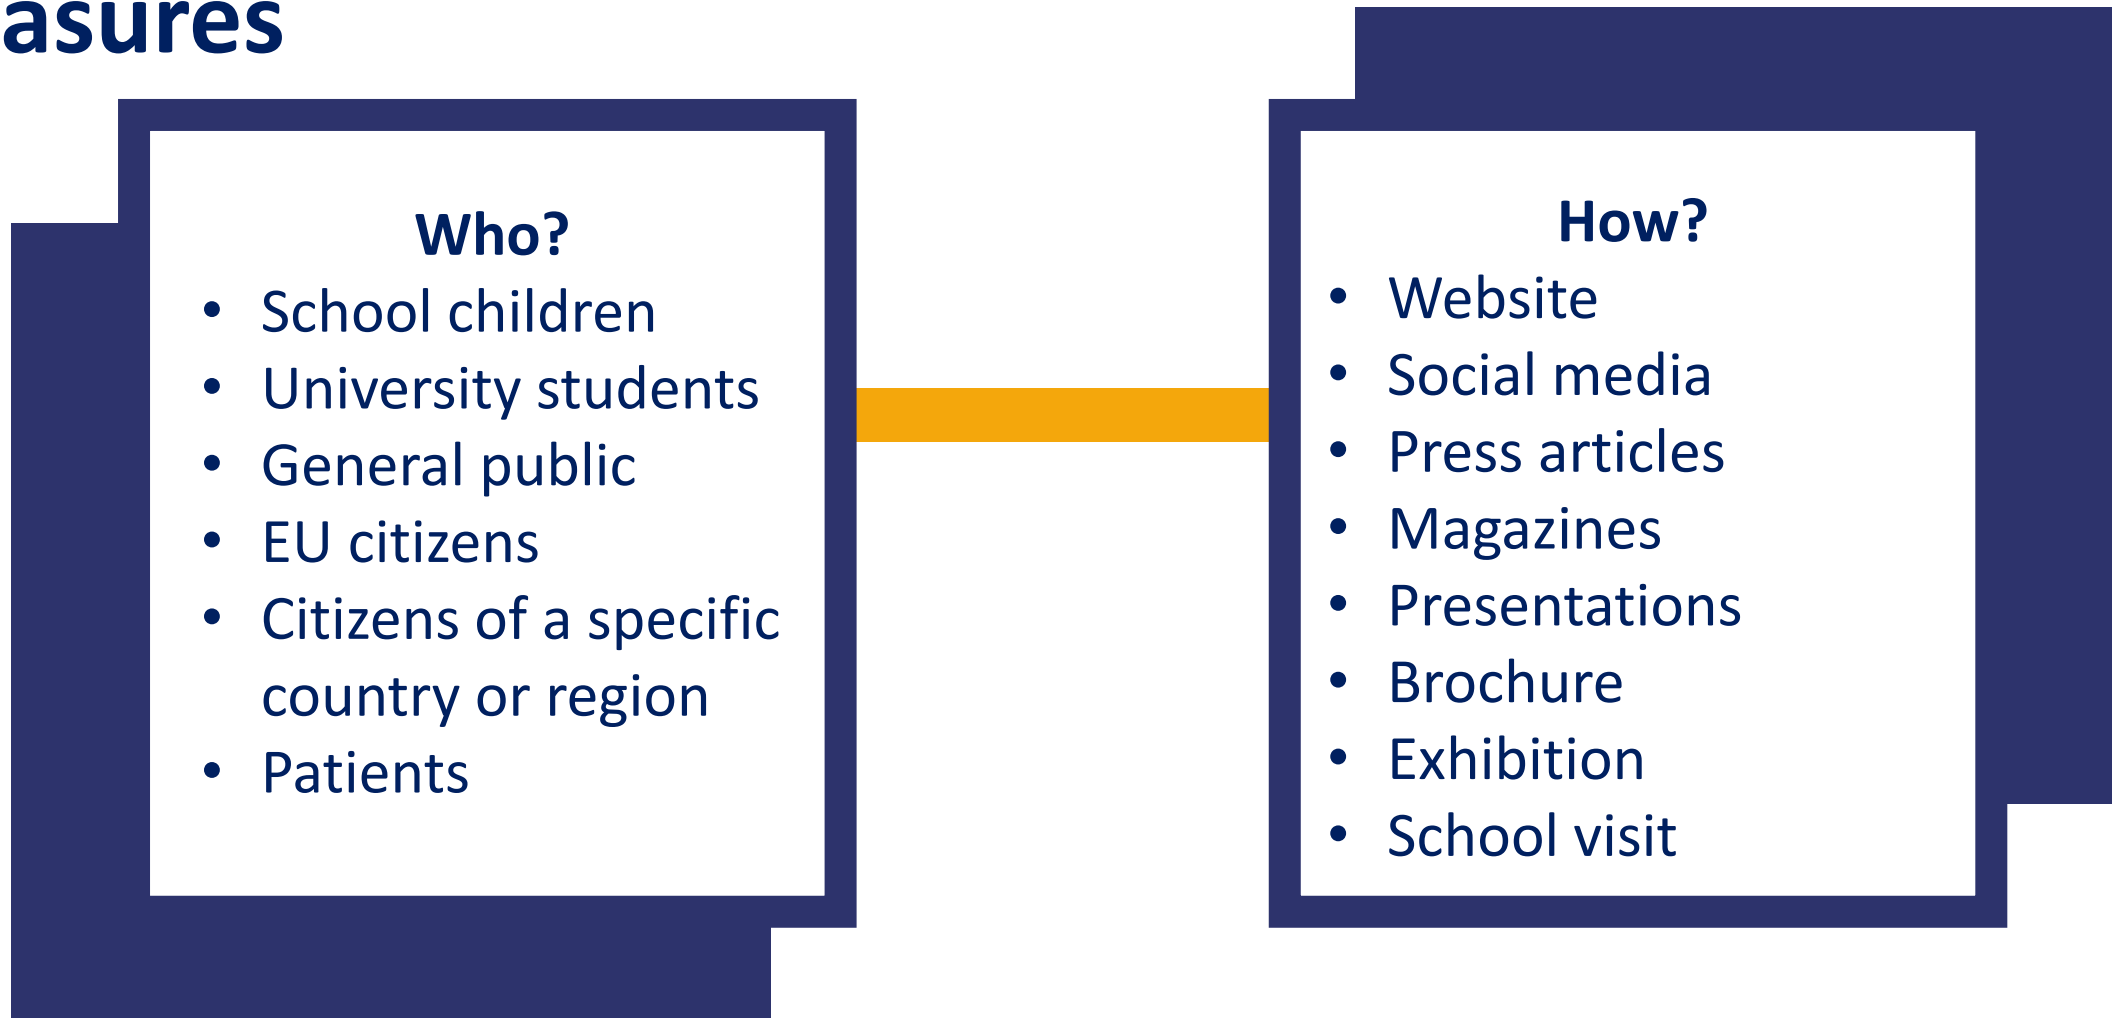 asures
Who?
• School children
• University students
• General public
• EU citizens
• Citizens of a specific
country or region
• Patients
How?
• Website
• Social media
• Press articles
• Magazines
• Presentations
• Brochure
• Exhibition
• School visit